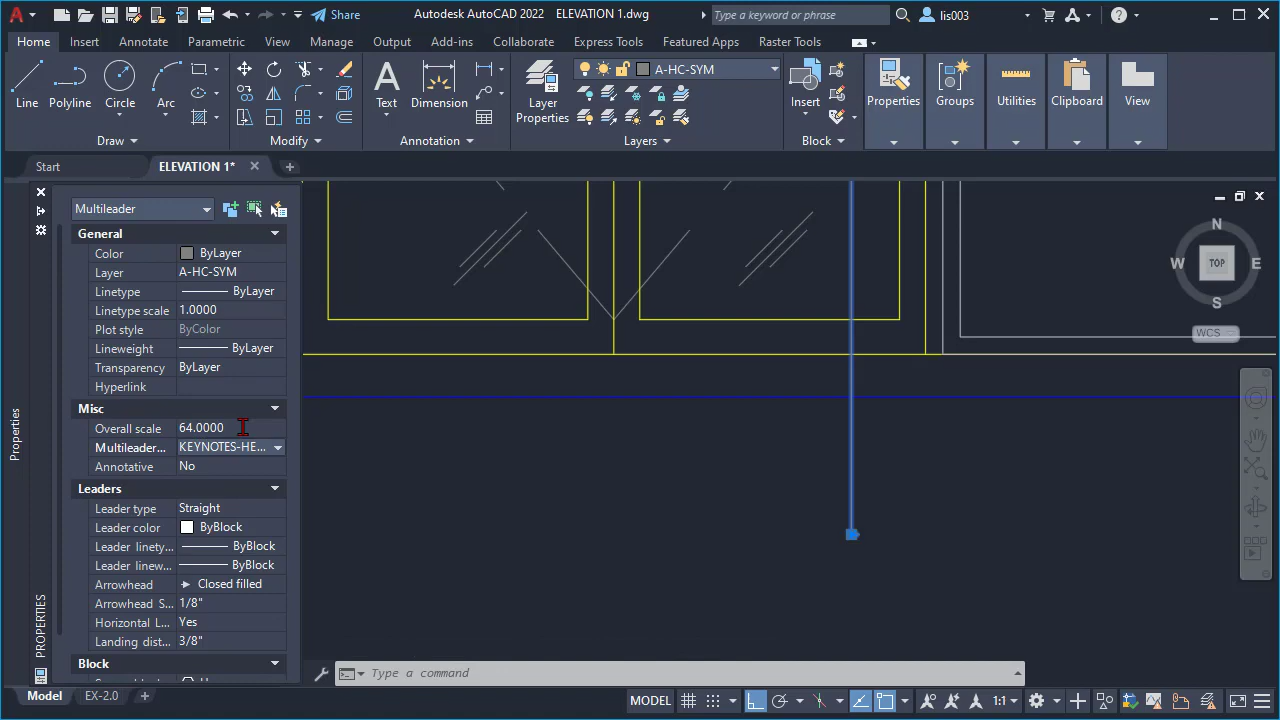 Share
Autodesk AutoCAD 2022 ELEVATION 1.dwg
Type a keyword or phrase
lis003
Home Insert Annotate Parametric View Manage Output Add-ins Collaborate Express Tools Featured Apps Raster Tools
A-HC-SYM
Line Polyline Circle Arc Text Dimension Layer Properties Insert Properties Groups Utilities Clipboard View
Draw Modify Annotation Layers Block
Start ELEVATION 1*
Multileader
General
Color ByLayer
Layer A-HC-SYM
Linetype ByLayer
Linetype scale 1.0000
Plot style ByColor
Lineweight ByLayer
Transparency ByLayer
Hyperlink
Misc
Overall scale 64.0000
Multileader... KEYNOTES-HE...
Annotative No
Leaders
Leader type Straight
Leader color ByBlock
Leader linety... ByBlock
Leader linew... ByBlock
Arrowhead Closed filled
Arrowhead S... 1/8"
Horizontal L... Yes
Landing dist... 3/8"
Block
Properties
PROPERTIES
N
W TOP E
S
WCS
Type a command
Model EX-2.0
MODEL 1:1